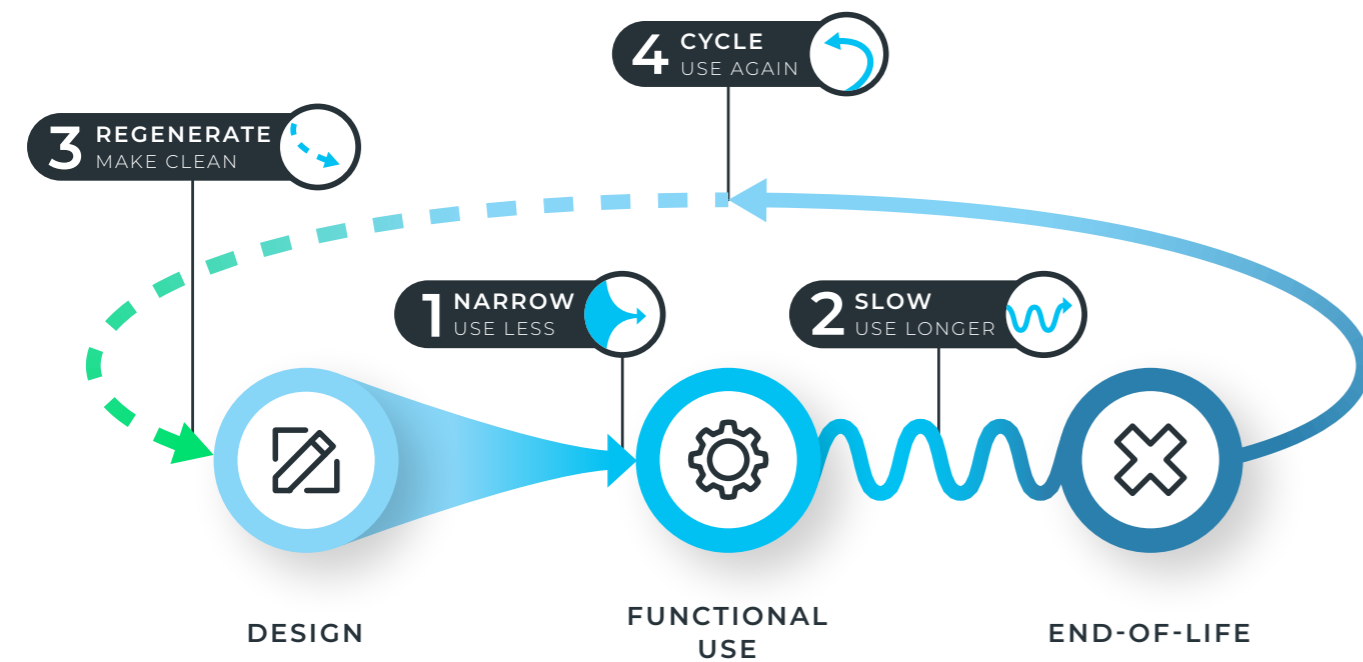 4 CYCLE
USE AGAIN
3 REGENERATE
MAKE CLEAN
1 NARROW
USE LESS
2 SLOW
USE LONGER
DESIGN
FUNCTIONAL
USE
END-OF-LIFE